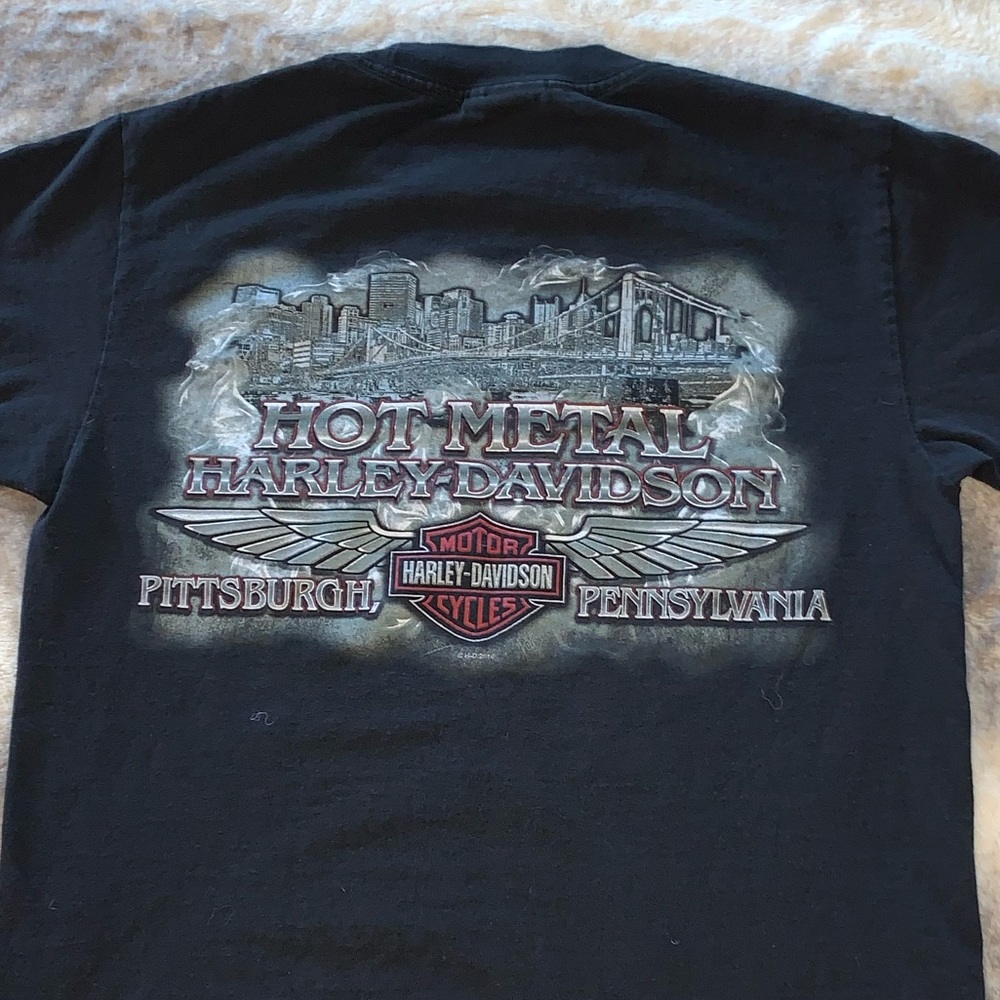 HOT METAL
HARLEY-DAVIDSON
MOTOR
HARLEY-DAVIDSON
CYCLES
PITTSBURGH, PENNSYLVANIA